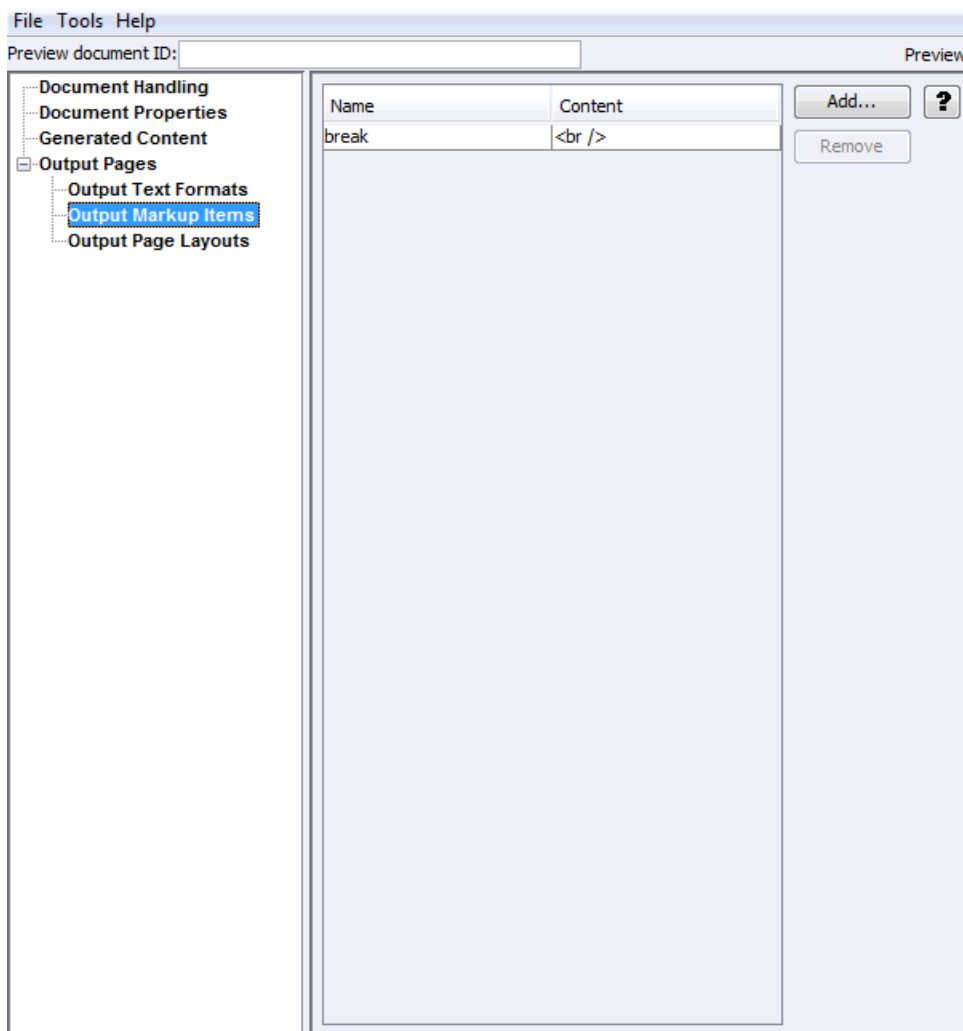 File Tools Help
Preview document ID:
Preview
Document Handling
Document Properties
Generated Content
Output Pages
Output Text Formats
Output Markup Items
Output Page Layouts
Name Content
break <br />
Add... ?
Remove